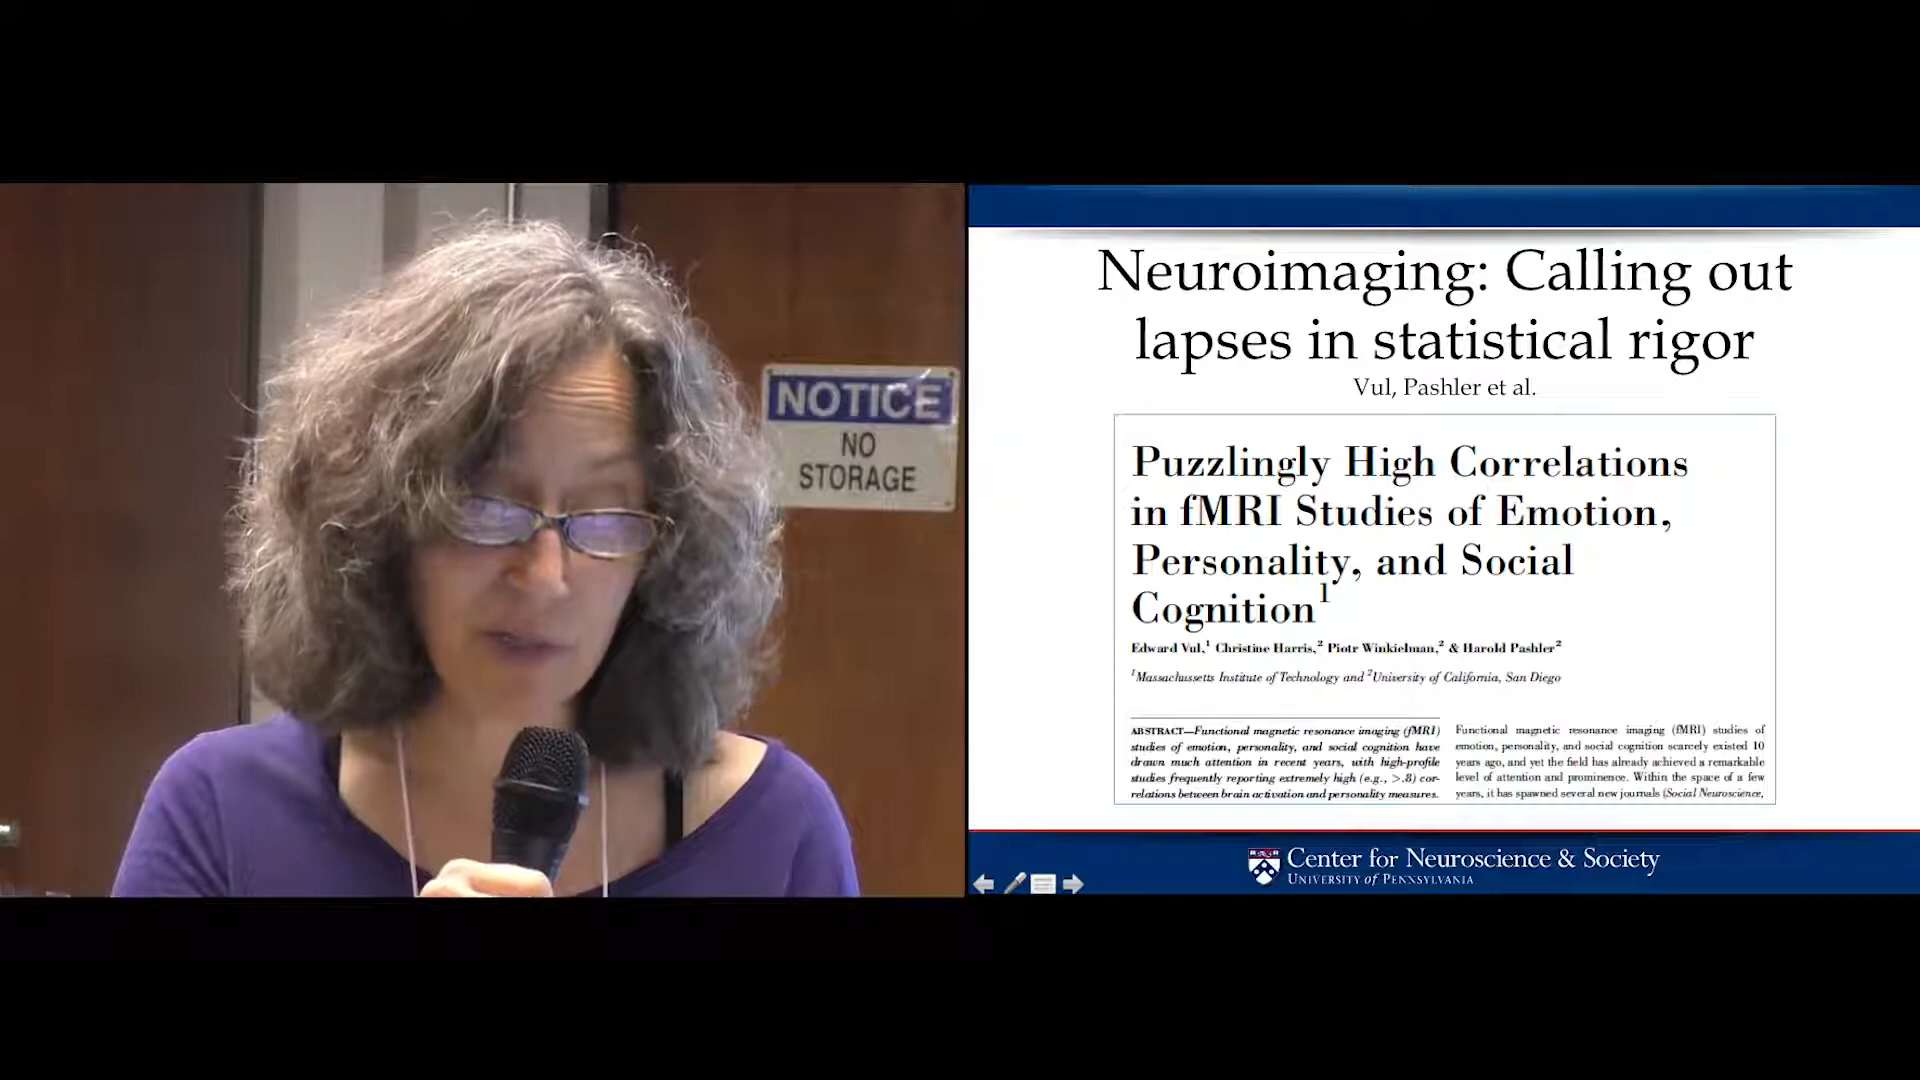 NOTICE
NO
STORAGE
Neuroimaging: Calling out
lapses in statistical rigor
Vul, Pashler et al.
Puzzlingly High Correlations
in fMRI Studies of Emotion,
Personality, and Social
Cognition¹
Edward Vul,¹ Christine Harris,² Piotr Winkielman,² & Harold Pashler²
¹Massachussetts Institute of Technology and ²University of California, San Diego
ABSTRACT—Functional magnetic resonance imaging (fMRI)
studies of emotion, personality, and social cognition have
drawn much attention in recent years, with high-profile
studies frequently reporting extremely high (e.g., >.8) cor-
relations between brain activation and personality measures.
Functional magnetic resonance imaging (fMRI) studies of
emotion, personality, and social cognition scarcely existed 10
years ago, and yet the field has already achieved a remarkable
level of attention and prominence. Within the space of a few
years, it has spawned several new journals (Social Neuroscience,
Center for Neuroscience & Society
UNIVERSITY of PENNSYLVANIA